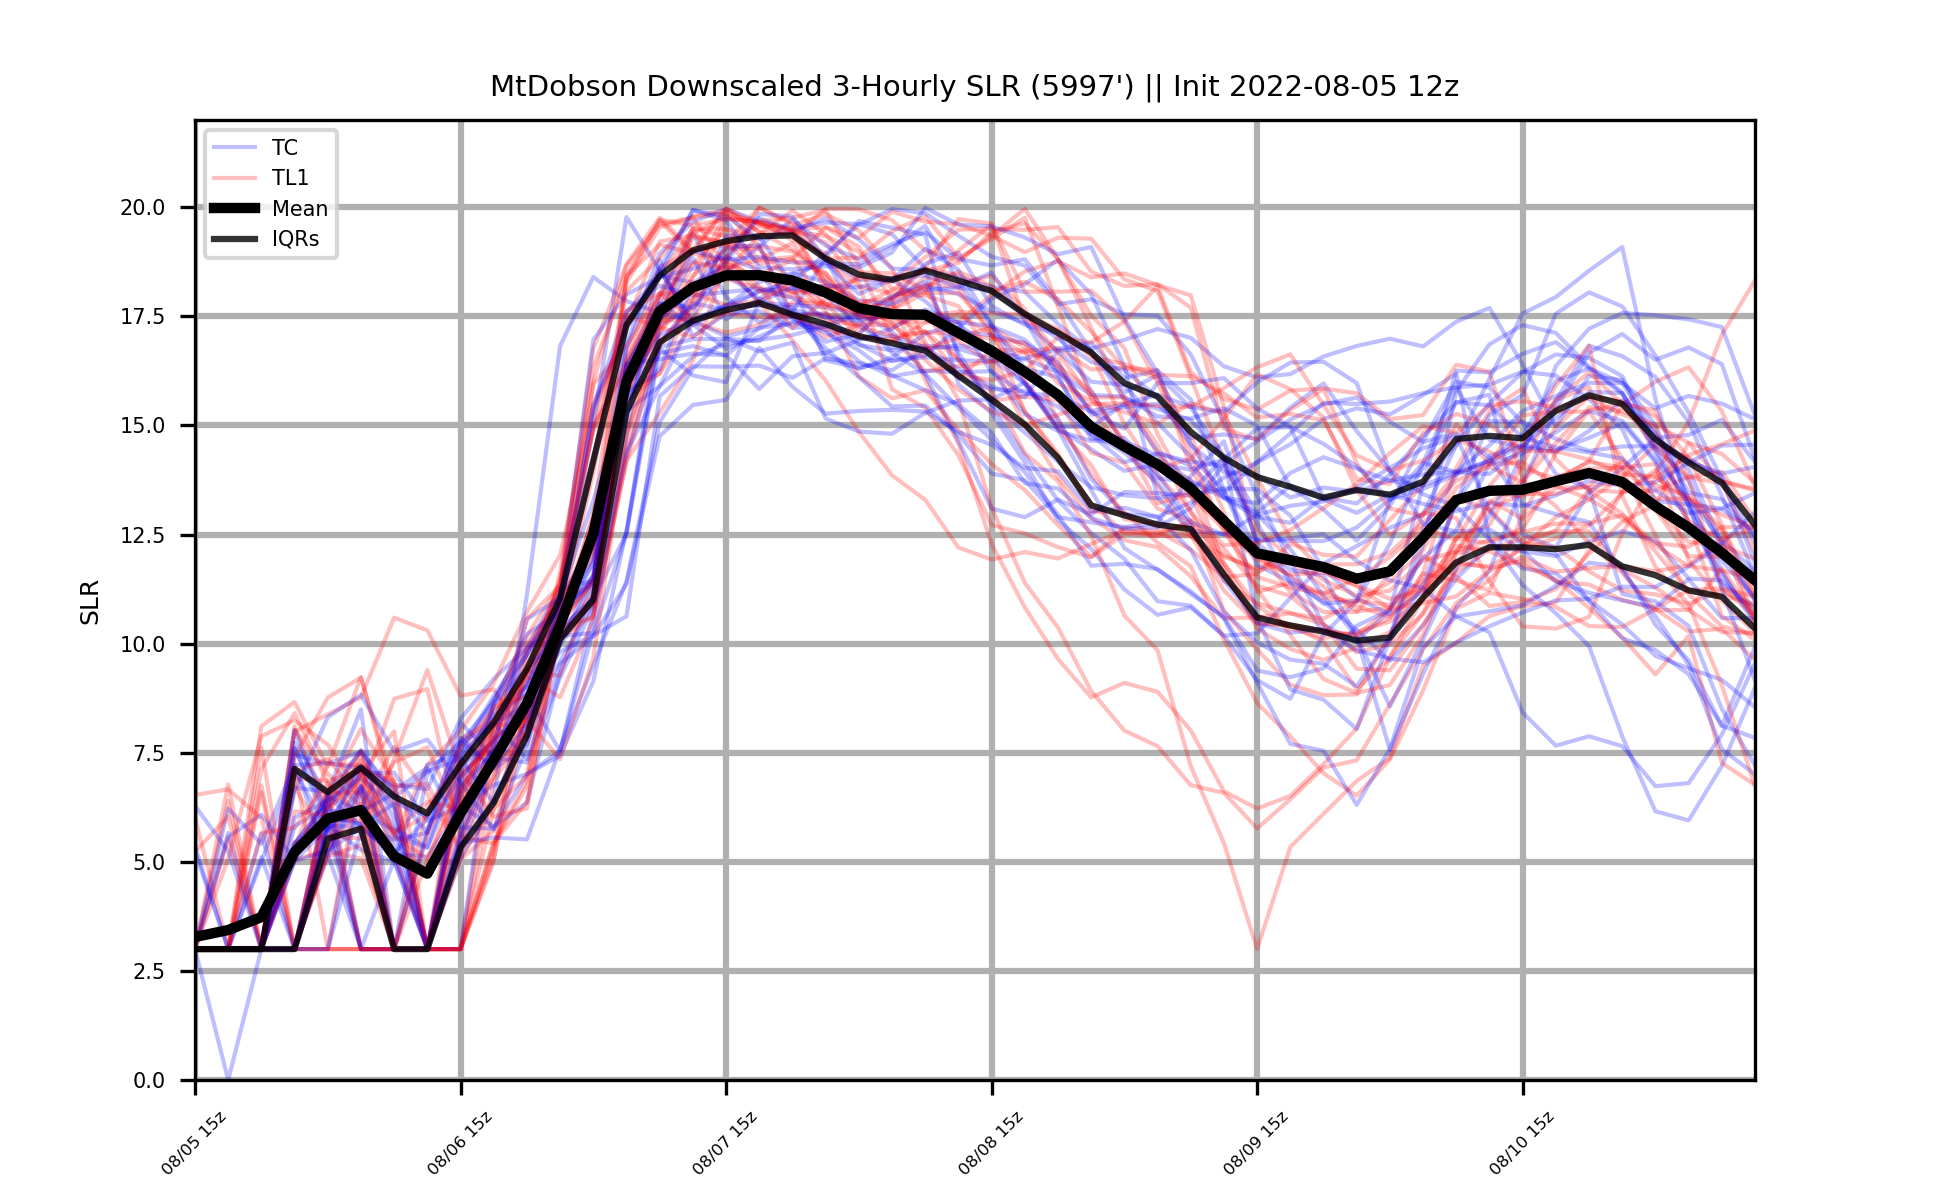 MtDobson Downscaled 3-Hourly SLR (5997') || Init 2022-08-05 12z
TC
TL1
Mean
IQRs
20.0
17.5
15.0
12.5
10.0
7.5
5.0
2.5
0.0
SLR
08/05 15z
08/06 15z
08/07 15z
08/08 15z
08/09 15z
08/10 15z